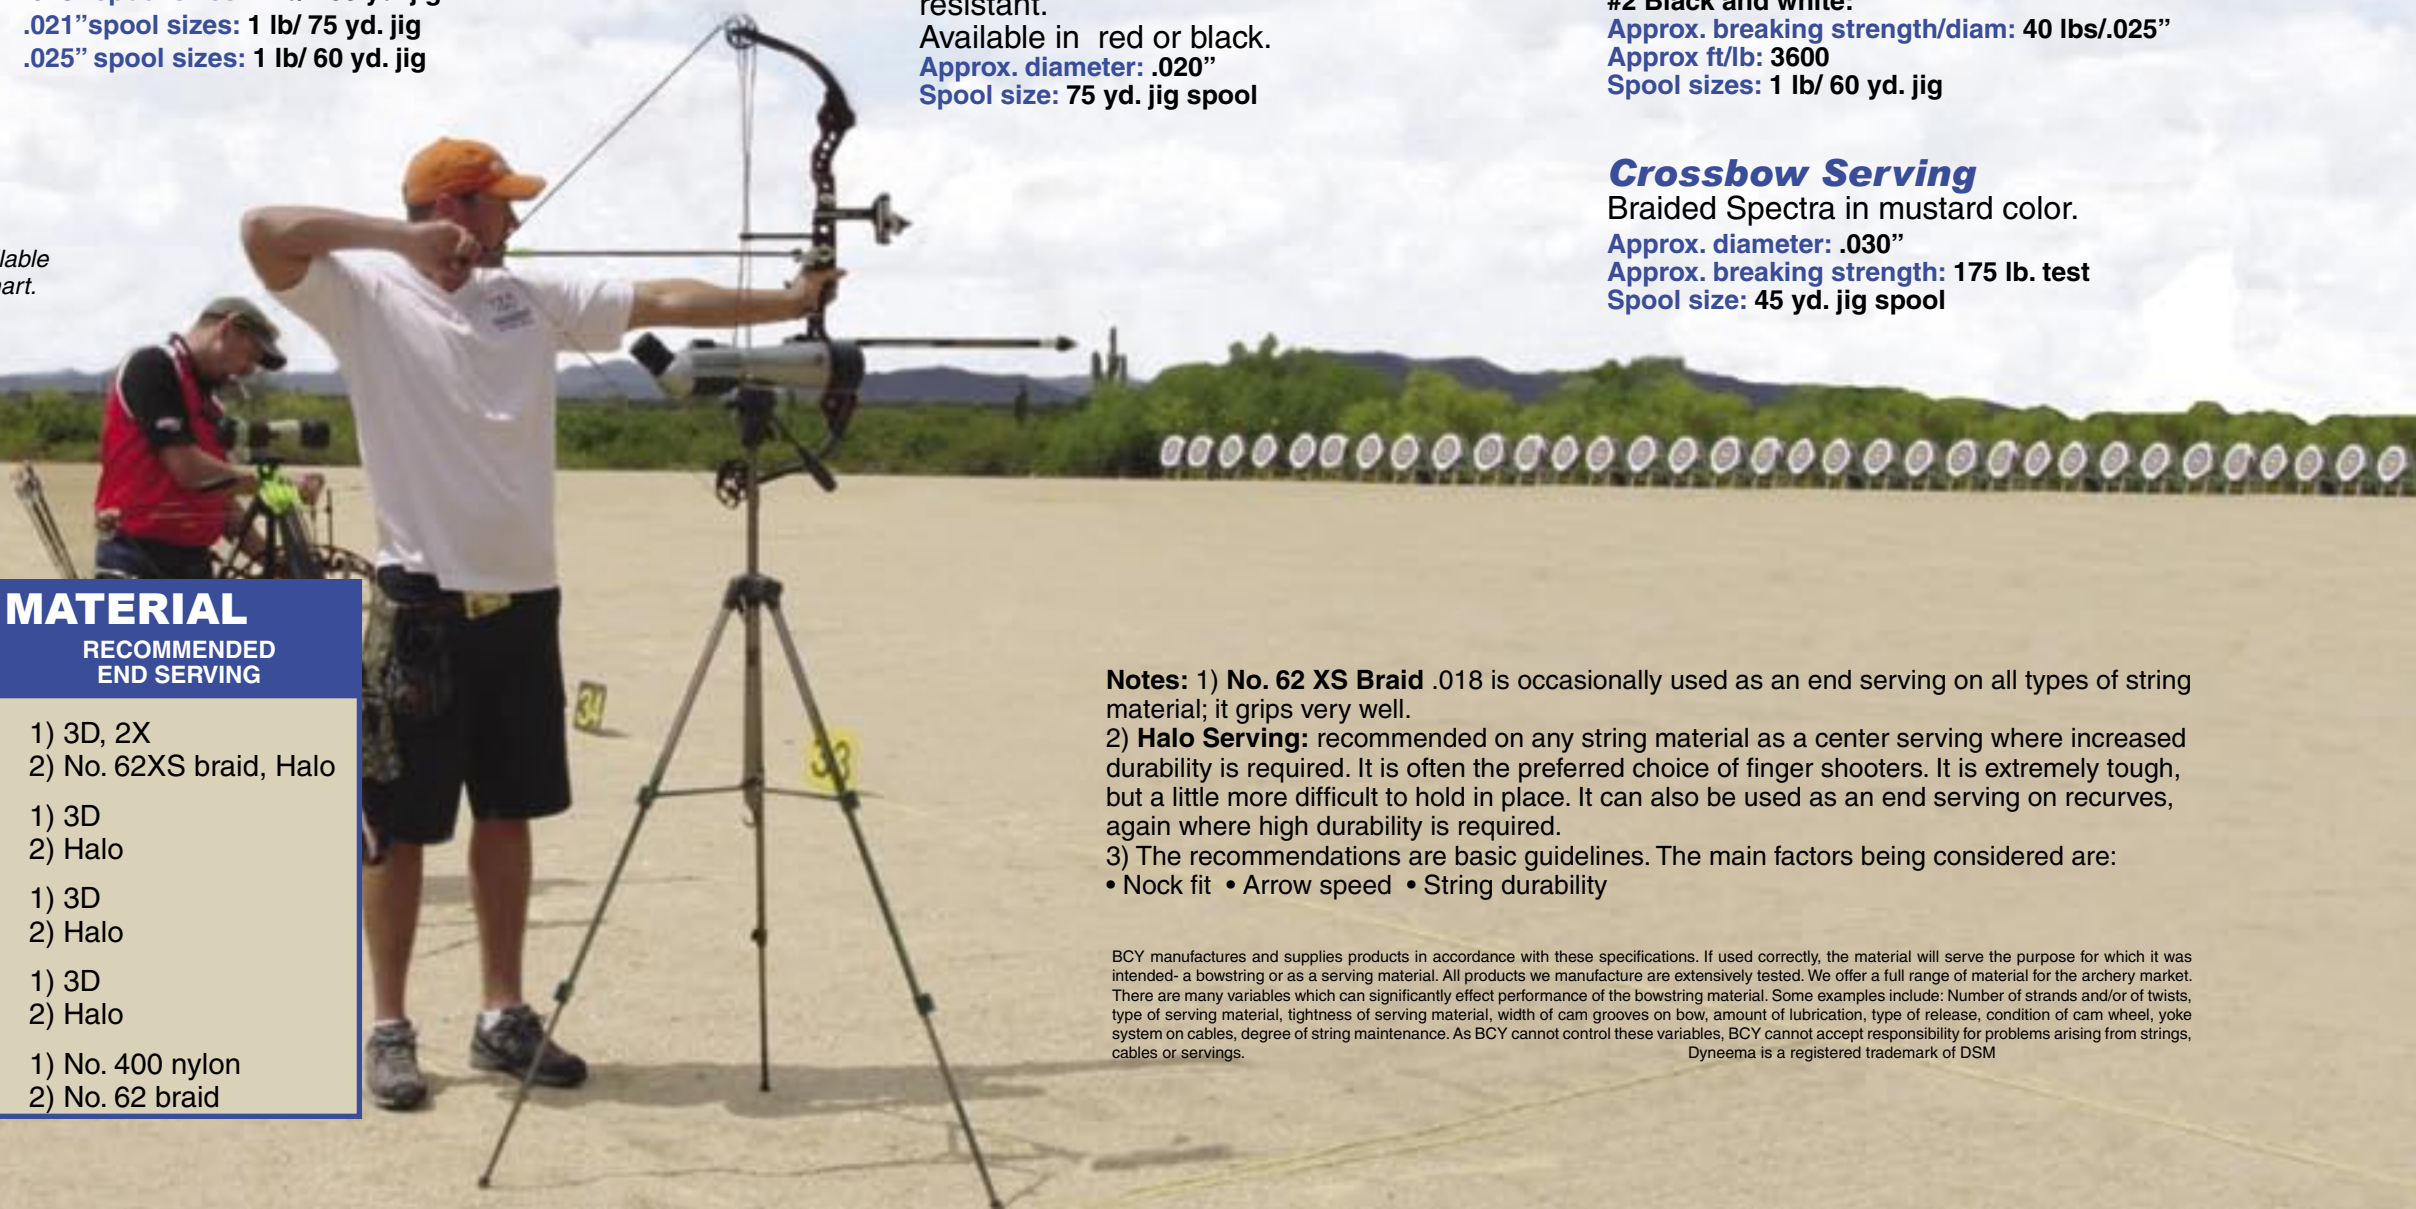 .021” spool sizes: 1 lb/ 75 yd. jig
.025” spool sizes: 1 lb/ 60 yd. jig
resistant.
Available in red or black.
Approx. diameter: .020”
Spool size: 75 yd. jig spool
#2 Black and white:
Approx. breaking strength/diam: 40 lbs/.025”
Approx ft/lb: 3600
Spool sizes: 1 lb/ 60 yd. jig
Crossbow Serving
Braided Spectra in mustard color.
Approx. diameter: .030”
Approx. breaking strength: 175 lb. test
Spool size: 45 yd. jig spool
MATERIAL
RECOMMENDED
END SERVING
1) 3D, 2X
2) No. 62XS braid, Halo
1) 3D
2) Halo
1) 3D
2) Halo
1) 3D
2) Halo
1) No. 400 nylon
2) No. 62 braid
34
33
Notes: 1) No. 62 XS Braid .018 is occasionally used as an end serving on all types of string
material; it grips very well.
2) Halo Serving: recommended on any string material as a center serving where increased
durability is required. It is often the preferred choice of finger shooters. It is extremely tough,
but a little more difficult to hold in place. It can also be used as an end serving on recurves,
again where high durability is required.
3) The recommendations are basic guidelines. The main factors being considered are:
• Nock fit • Arrow speed • String durability
BCY manufactures and supplies products in accordance with these specifications. If used correctly, the material will serve the purpose for which it was
intended- a bowstring or as a serving material. All products we manufacture are extensively tested. We offer a full range of material for the archery market.
There are many variables which can significantly effect performance of the bowstring material. Some examples include: Number of strands and/or of twists,
type of serving material, tightness of serving material, width of cam grooves on bow, amount of lubrication, type of release, condition of cam wheel, yoke
system on cables, degree of string maintenance. As BCY cannot control these variables, BCY cannot accept responsibility for problems arising from strings,
cables or servings.
Dyneema is a registered trademark of DSM